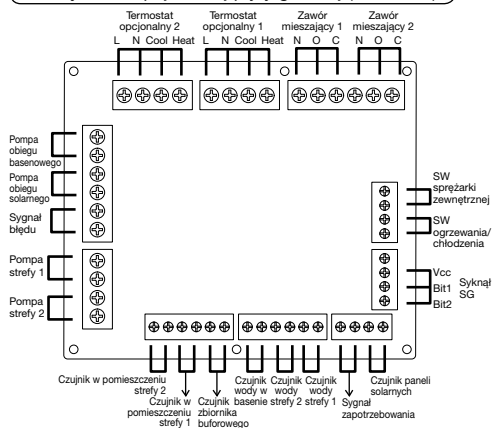 Termostat opcjonalny 2
Termostat opcjonalny 1
Zawór mieszający 1
Zawór mieszający 2
L N Cool Heat
L N Cool Heat
N O C
N O C
Pompa
obiegu
basenowego
Pompa
obiegu
solarnego
Sygnał
błędu
Pompa
strefy 1
Pompa
strefy 2
SW
sprężarki
zewnętrznej
SW
ogrzewania/
chłodzenia
Vcc
Bit1
Bit2
Syknął
SG
Czujnik w pomieszczeniu
strefy 2
Czujnik w
pomieszczeniu
strefy 1
Czujnik
zbiornika
buforowego
Czujnik
wody w
basenie
Czujnik
wody
strefy 2
Czujnik
wody
strefy 1
Sygnał
zapotrzebowania
Czujnik paneli
solarnych